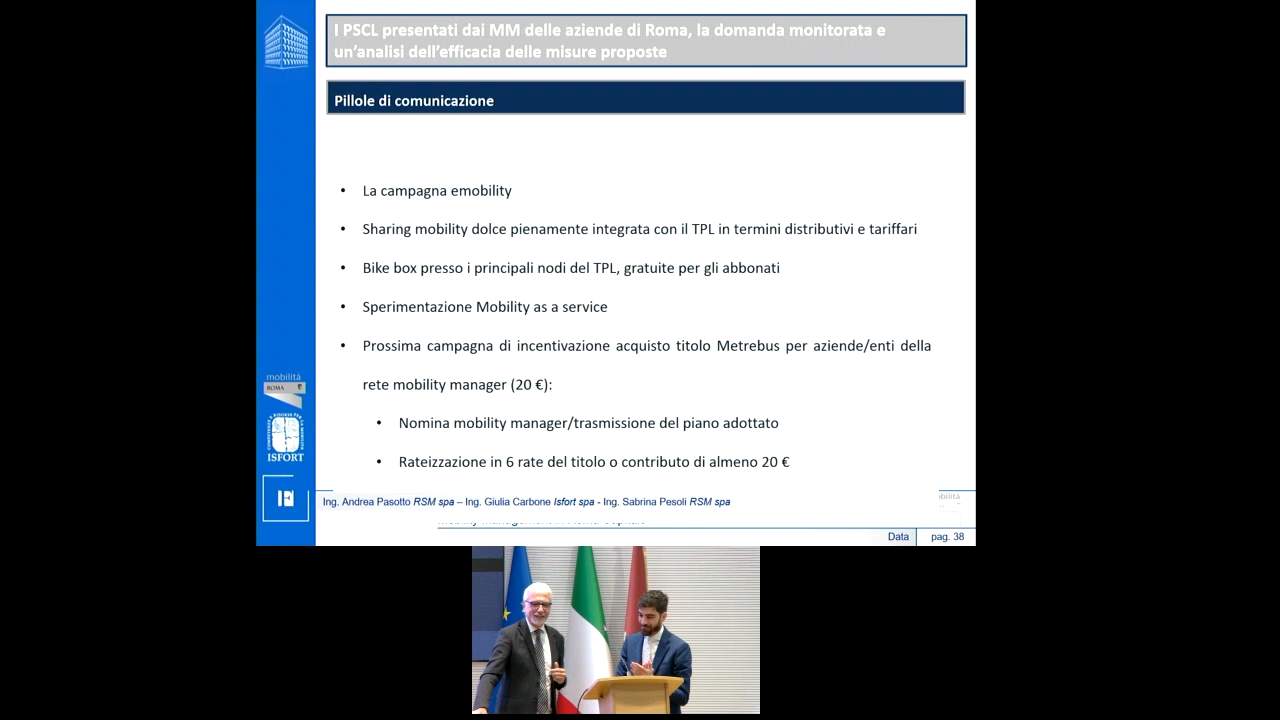 I PSCL presentati dai MM delle aziende di Roma, la domanda monitorata e
un'analisi dell'efficacia delle misure proposte
Pillole di comunicazione
• La campagna emobility
• Sharing mobility dolce pienamente integrata con il TPL in termini distributivi e tariffari
• Bike box presso i principali nodi del TPL, gratuite per gli abbonati
• Sperimentazione Mobility as a service
• Prossima campagna di incentivazione acquisto titolo Metrebus per aziende/enti della
rete mobility manager (20 €):
• Nomina mobility manager/trasmissione del piano adottato
• Rateizzazione in 6 rate del titolo o contributo di almeno 20 €
mobilità
ROMA
ISFORT
Ing. Andrea Pasotto RSM spa – Ing. Giulia Carbone Isfort spa - Ing. Sabrina Pesoli RSM spa
Data
pag. 38